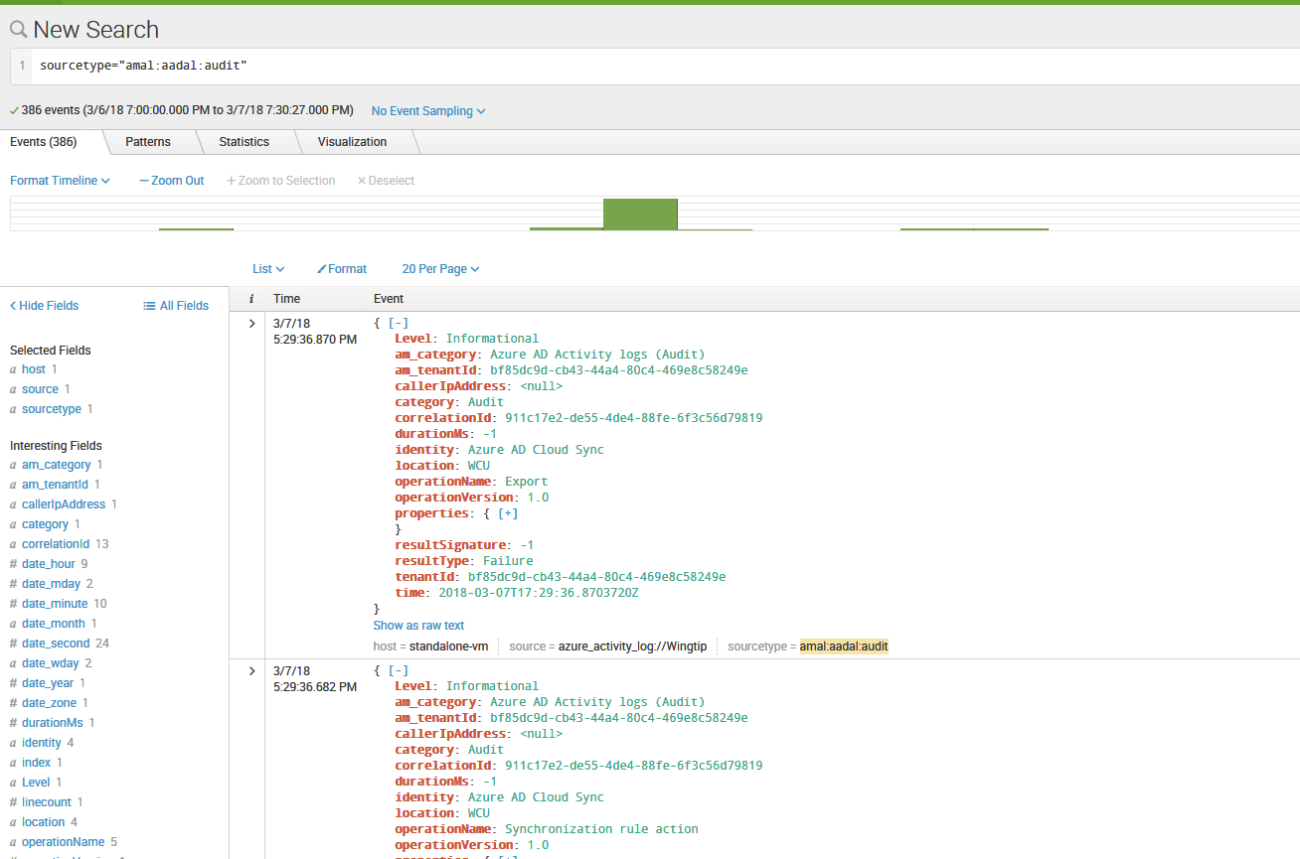 New Search
1 sourcetype="amal:aadal:audit"
386 events (3/6/18 7:00:00.000 PM to 3/7/18 7:30:27.000 PM) No Event Sampling
Events (386) Patterns Statistics Visualization
Format Timeline — Zoom Out + Zoom to Selection × Deselect
List Format 20 Per Page
< Hide Fields All Fields
i Time Event
Selected Fields
a host 1
a source 1
a sourcetype 1
Interesting Fields
a am_category 1
a am_tenantId 1
a callerIpAddress 1
a category 1
a correlationId 13
# date_hour 9
# date_mday 2
# date_minute 10
a date_month 1
# date_second 24
a date_wday 2
# date_year 1
# date_zone 1
# durationMs 1
a identity 4
a index 1
a Level 1
# linecount 1
a location 4
a operationName 5
> 3/7/18
5:29:36.870 PM
{ [-]
Level: Informational
am_category: Azure AD Activity logs (Audit)
am_tenantId: bf85dc9d-cb43-44a4-80c4-469e8c58249e
callerIpAddress: <null>
category: Audit
correlationId: 911c17e2-de55-4de4-88fe-6f3c56d79819
durationMs: -1
identity: Azure AD Cloud Sync
location: WCU
operationName: Export
operationVersion: 1.0
properties: { [+]
}
resultSignature: -1
resultType: Failure
tenantId: bf85dc9d-cb43-44a4-80c4-469e8c58249e
time: 2018-03-07T17:29:36.8703720Z
}
Show as raw text
host = standalone-vm source = azure_activity_log://Wingtip sourcetype = amal:aadal:audit
> 3/7/18
5:29:36.682 PM
{ [-]
Level: Informational
am_category: Azure AD Activity logs (Audit)
am_tenantId: bf85dc9d-cb43-44a4-80c4-469e8c58249e
callerIpAddress: <null>
category: Audit
correlationId: 911c17e2-de55-4de4-88fe-6f3c56d79819
durationMs: -1
identity: Azure AD Cloud Sync
location: WCU
operationName: Synchronization rule action
operationVersion: 1.0